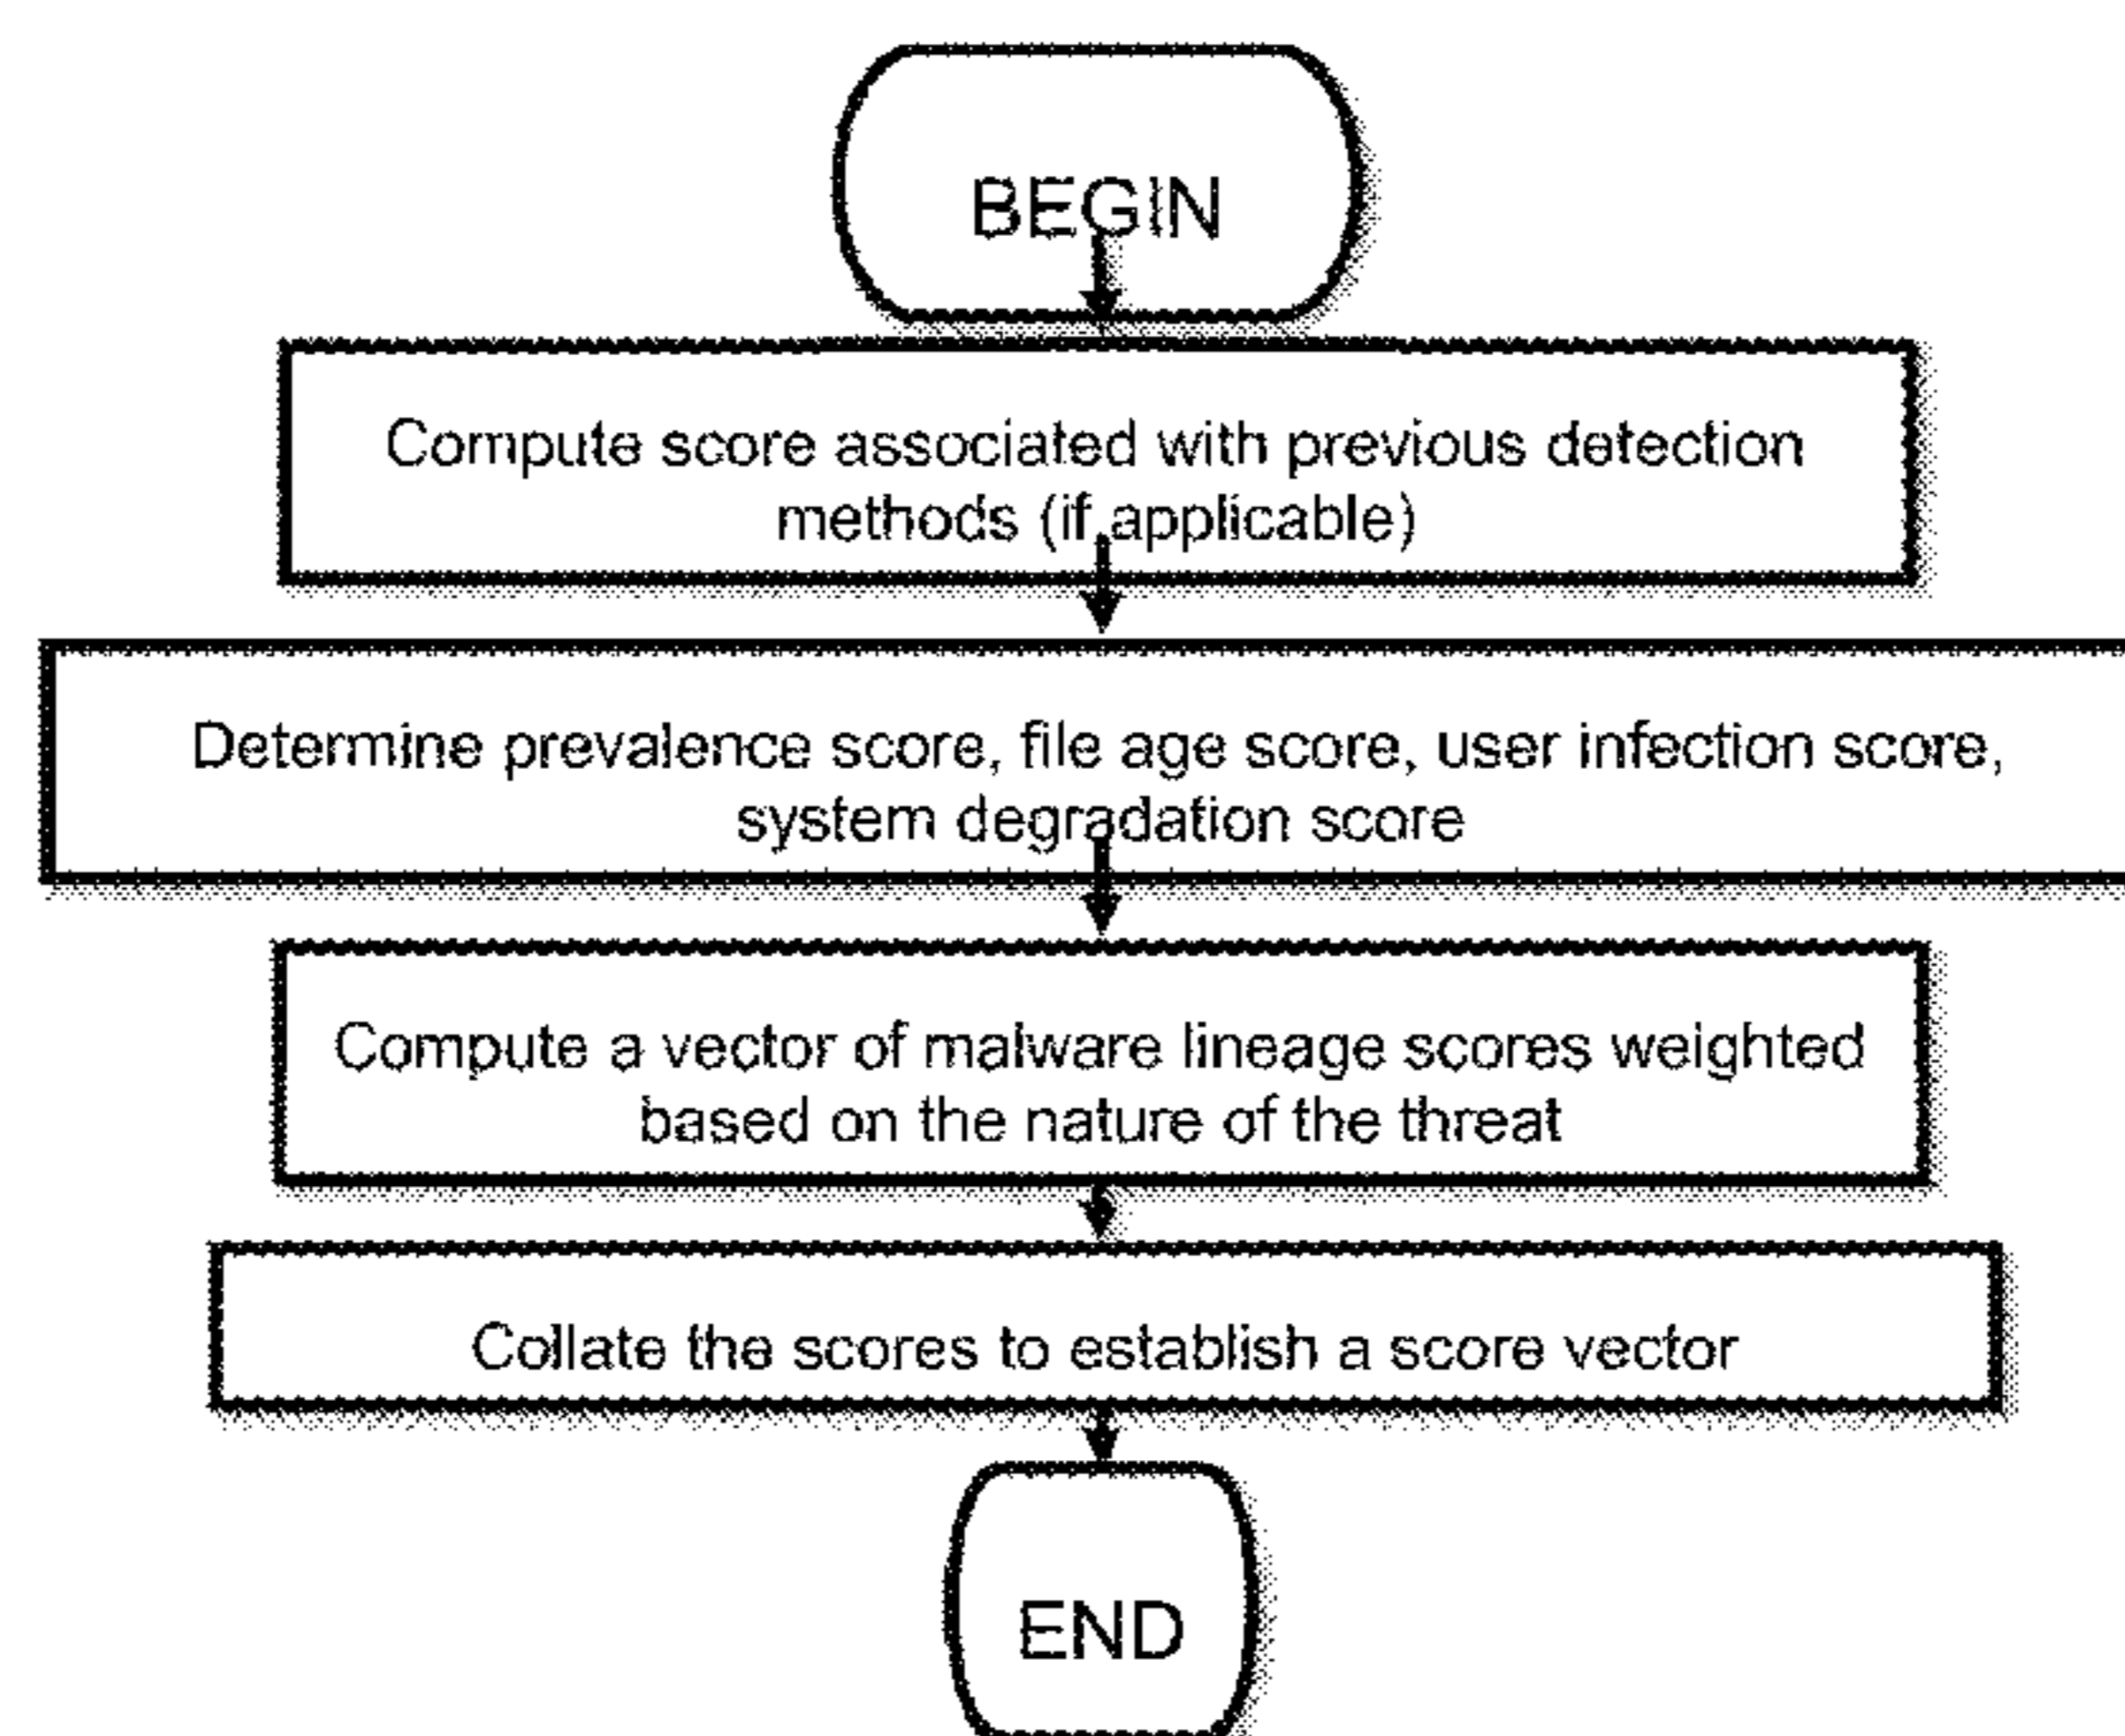 BEGIN
Compute score associated with previous detection
methods (if applicable)
Determine prevalence score, file age score, user infection score,
system degradation score
Compute a vector of malware lineage scores weighted
based on the nature of the threat
Collate the scores to establish a score vector
END